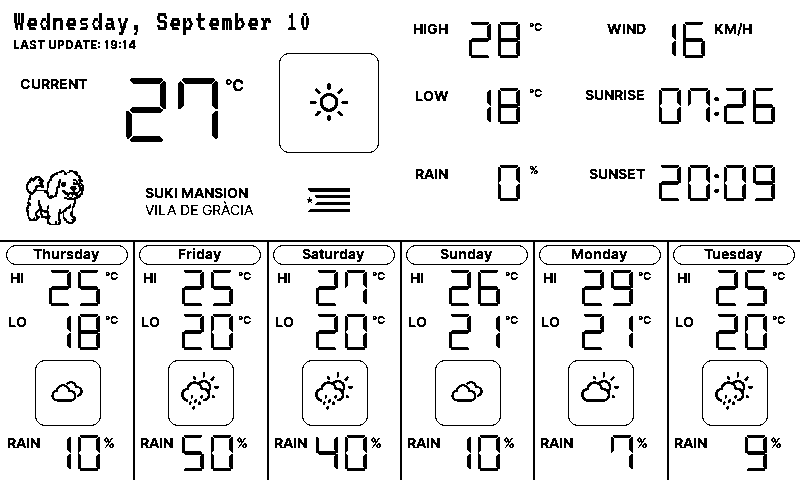 Wednesday, September 10
LAST UPDATE: 19:14
CURRENT 27 °C
SUKI MANSION
VILA DE GRÀCIA
HIGH 28 °C
LOW 18 °C
RAIN 0 %
WIND 16 KM/H
SUNRISE 07:26
SUNSET 20:09
Thursday
HI 25 °C
LO 18 °C
RAIN 10 %
Friday
HI 25 °C
LO 20 °C
RAIN 50 %
Saturday
HI 27 °C
LO 20 °C
RAIN 40 %
Sunday
HI 26 °C
LO 21 °C
RAIN 10 %
Monday
HI 29 °C
LO 21 °C
RAIN 7 %
Tuesday
HI 25 °C
LO 20 °C
RAIN 9 %